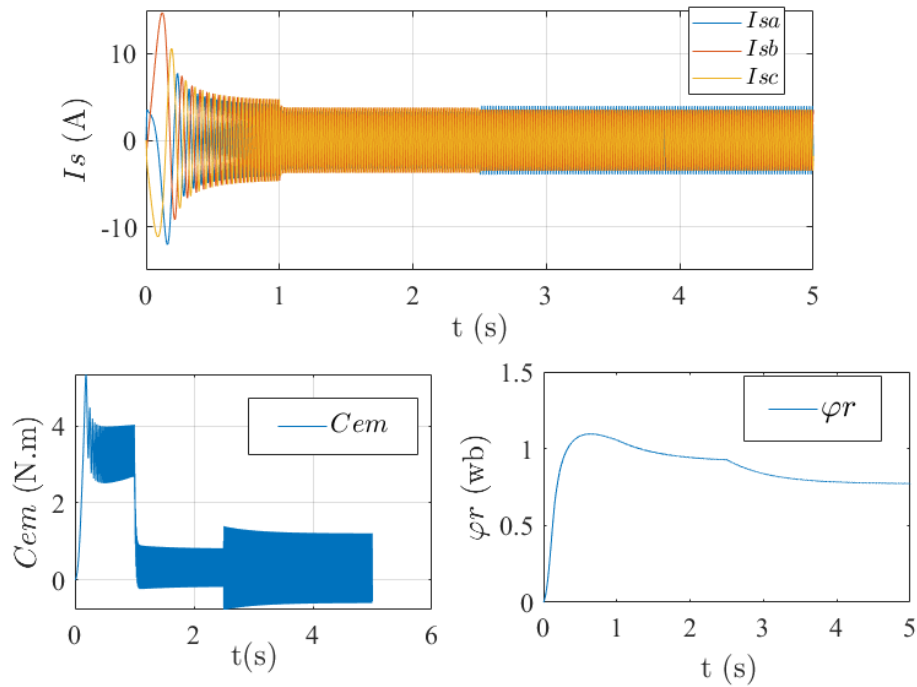 Isa
Isb
Isc
10
0
-10
Is (A)
0 1 2 3 4 5
t (s)
Cem
4
2
0
Cem (N.m)
0 2 4 6
t(s)
φr
1.5
1
0.5
0
φr (wb)
0 1 2 3 4 5
t (s)